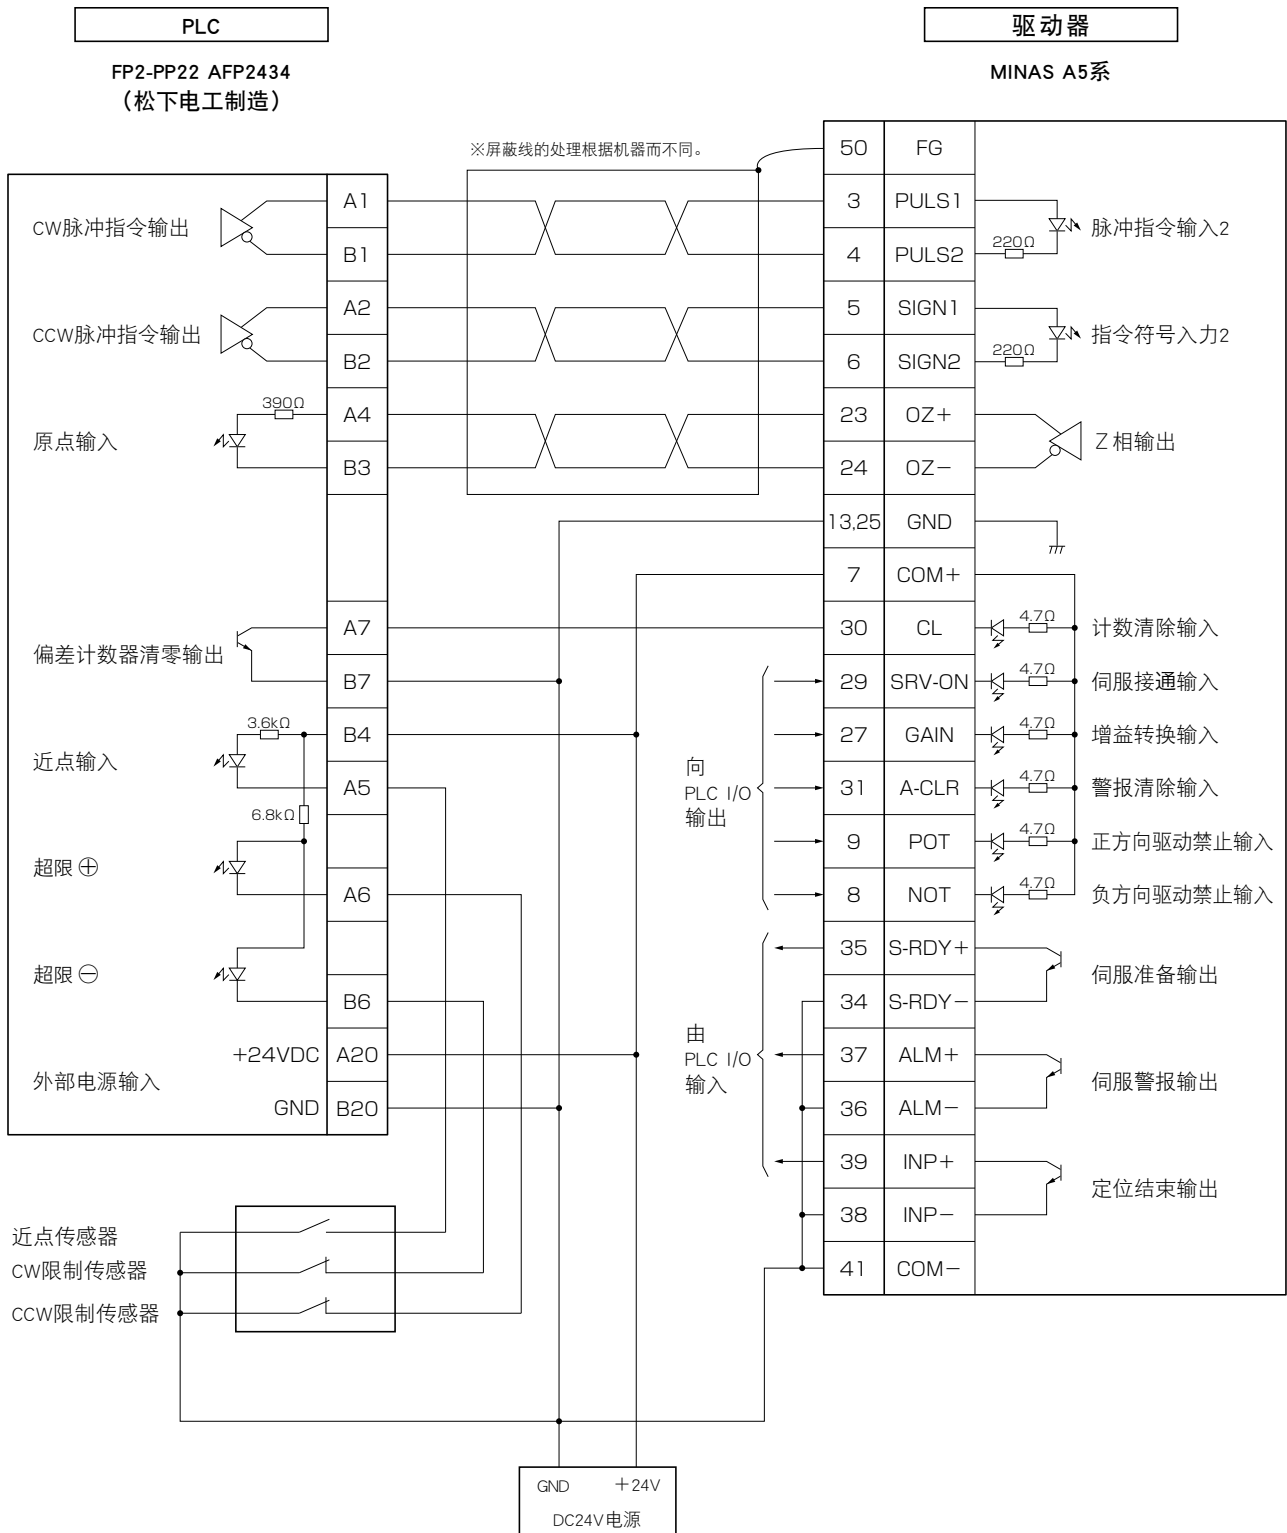 PLC
驱动器
FP2-PP22 AFP2434
（松下电工制造）
MINAS A5系
※屏蔽线的处理根据机器而不同。
50 FG
CW脉冲指令输出
A1
B1
3 PULS1
4 PULS2
220Ω
脉冲指令输入2
CCW脉冲指令输出
A2
B2
5 SIGN1
6 SIGN2
220Ω
指令符号入力2
原点输入
390Ω
A4
B3
23 OZ+
24 OZ−
Z 相输出
13,25 GND
7 COM+
偏差计数器清零输出
A7
B7
30 CL 4.7Ω 计数清除输入
29 SRV-ON 4.7Ω 伺服接通输入
近点输入
3.6kΩ
B4
A5
6.8kΩ
向
PLC I/O
输出
27 GAIN 4.7Ω 增益转换输入
31 A-CLR 4.7Ω 警报清除输入
9 POT 4.7Ω 正方向驱动禁止输入
8 NOT 4.7Ω 负方向驱动禁止输入
超限⊕
A6
超限⊖
B6
35 S-RDY+
34 S-RDY−
伺服准备输出
由
PLC I/O
输入
外部电源输入
+24VDC A20
GND B20
37 ALM+
36 ALM−
伺服警报输出
39 INP+
38 INP−
定位结束输出
41 COM−
近点传感器
CW限制传感器
CCW限制传感器
GND +24V
DC24V电源